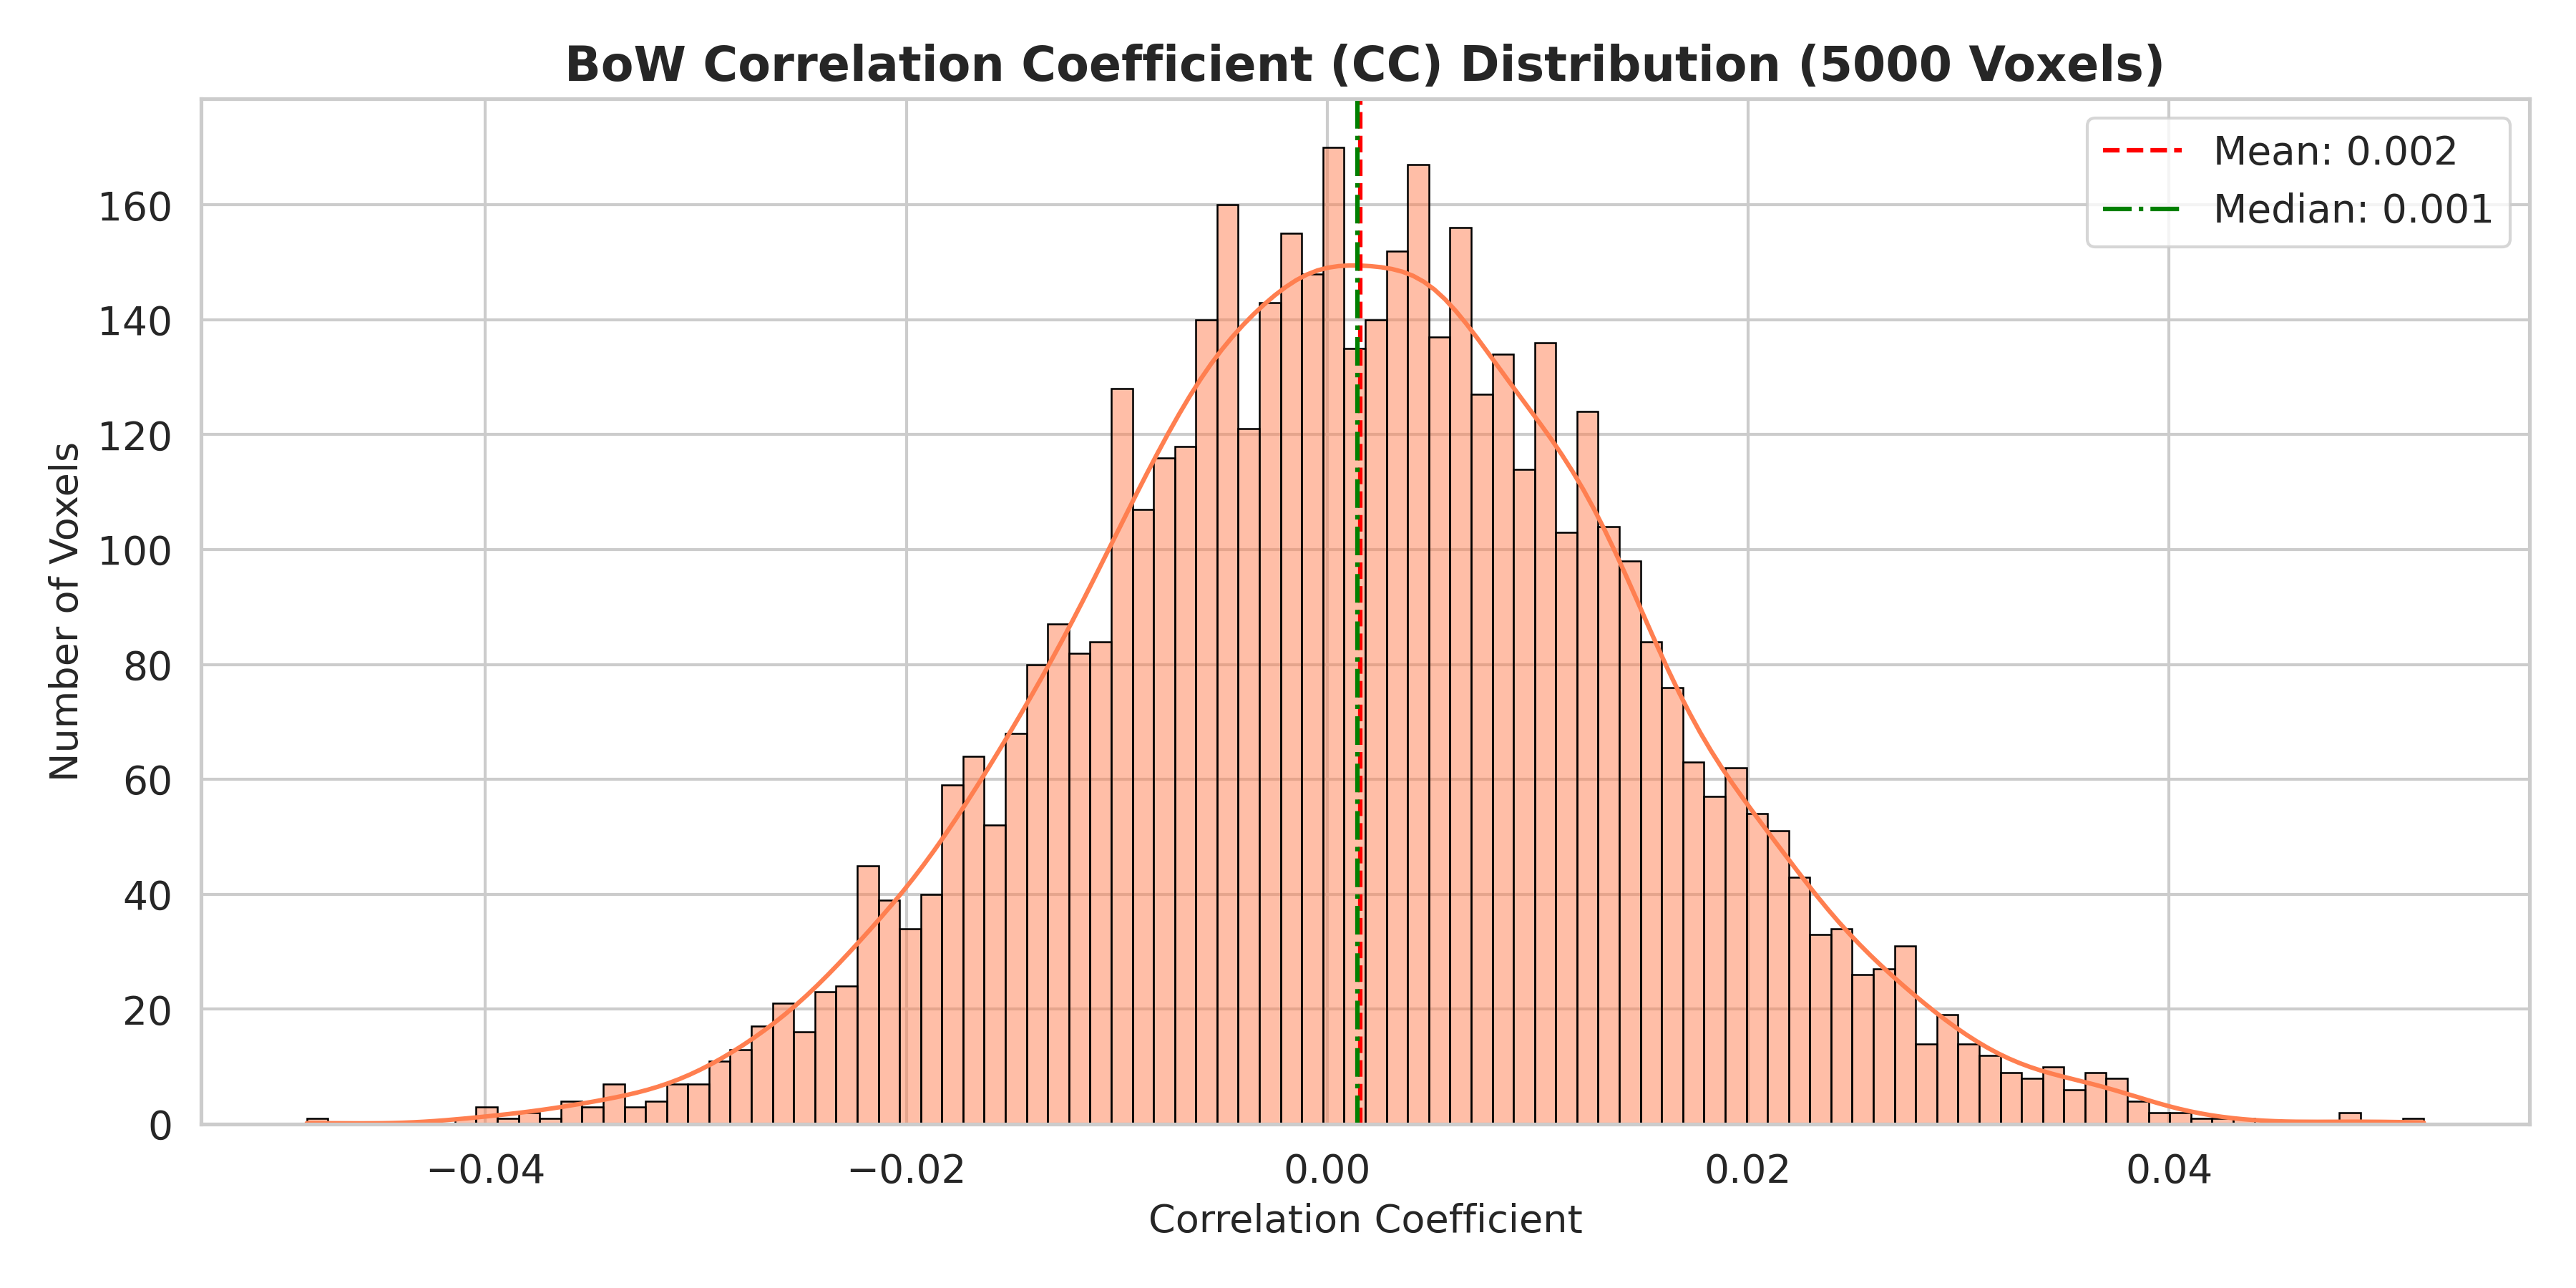 BoW Correlation Coefficient (CC) Distribution (5000 Voxels)
Mean: 0.002
Median: 0.001
Number of Voxels
160
140
120
100
80
60
40
20
0
−0.04 −0.02 0.00 0.02 0.04
Correlation Coefficient